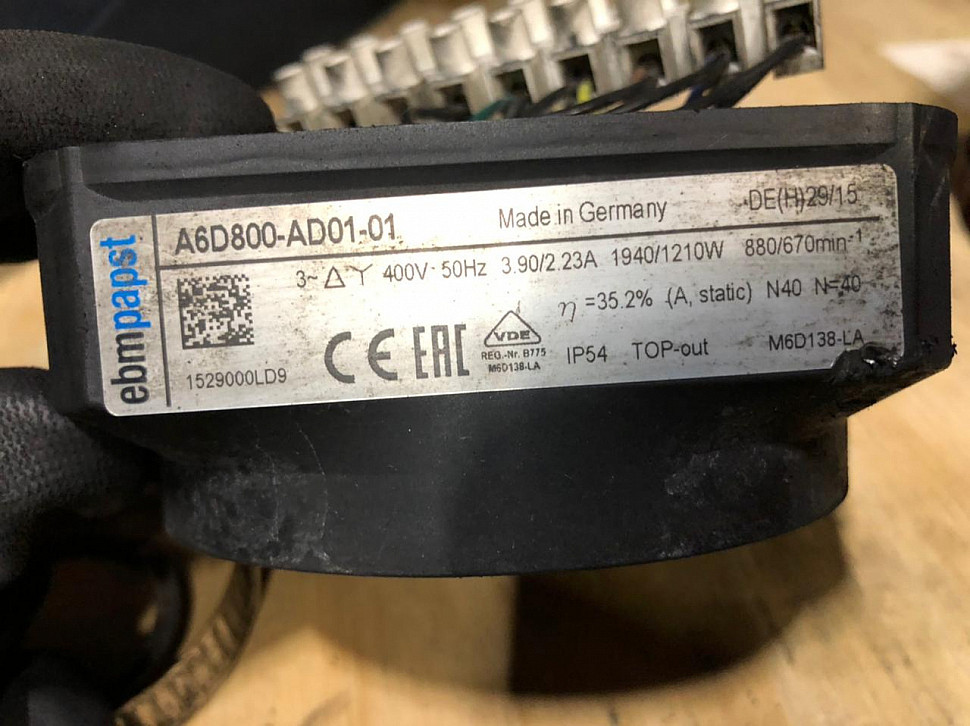 ebmpapst
A6D800-AD01-01 Made in Germany DE(H)29/15
3~ △ Y 400V 50Hz 3.90/2.23A 1940/1210W 880/670min-¹
η =35.2% (A, static) N40 N=40
CE EAC VDE
REG.-Nr. B775
M6D138-LA
IP54 TOP-out M6D138-LA
1529000LD9